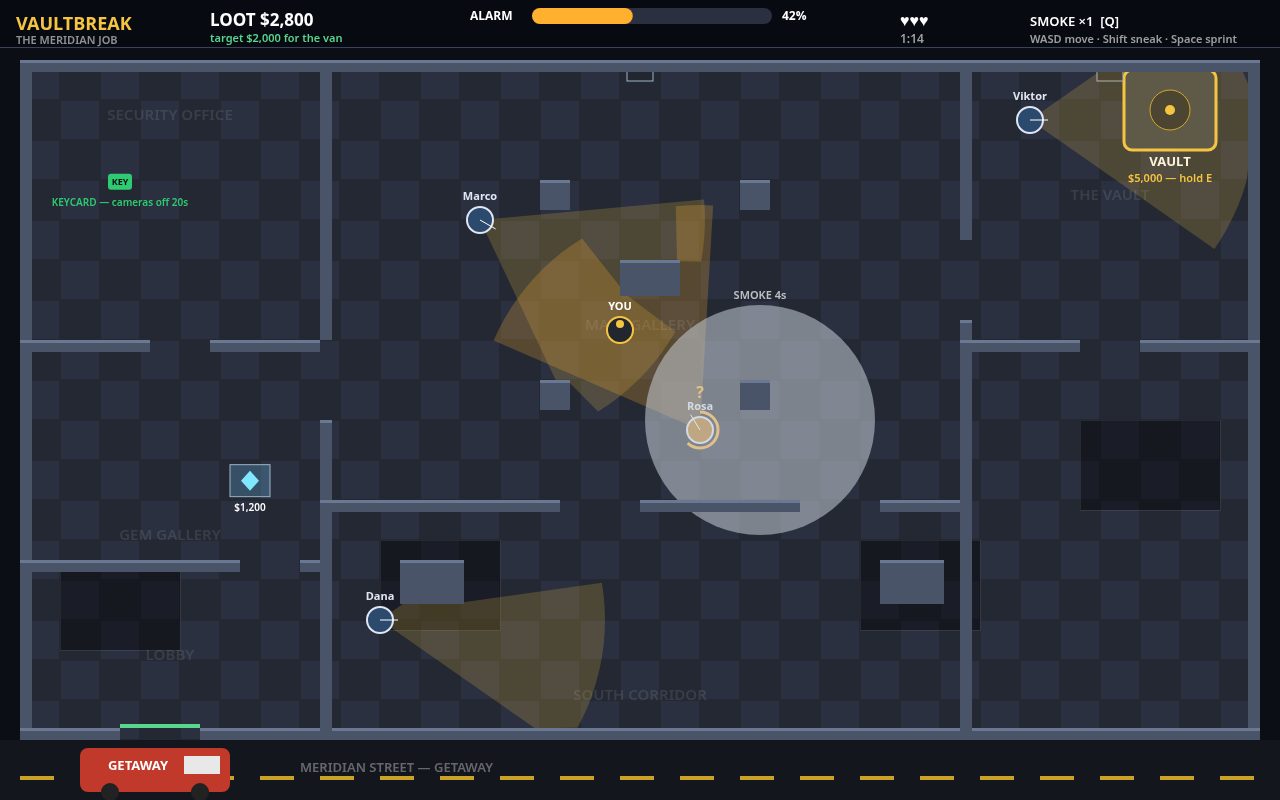 VAULTBREAK
THE MERIDIAN JOB
LOOT $2,800
target $2,000 for the van
ALARM
42%
♥♥♥
1:14
SMOKE ×1 [Q]
WASD move · Shift sneak · Space sprint
SECURITY OFFICE
KEY
KEYCARD — cameras off 20s
Marco
Viktor
VAULT
$5,000 — hold E
THE VAULT
SMOKE 4s
YOU
MAIN GALLERY
?
Rosa
$1,200
GEM GALLERY
Dana
LOBBY
SOUTH CORRIDOR
GETAWAY
MERIDIAN STREET — GETAWAY